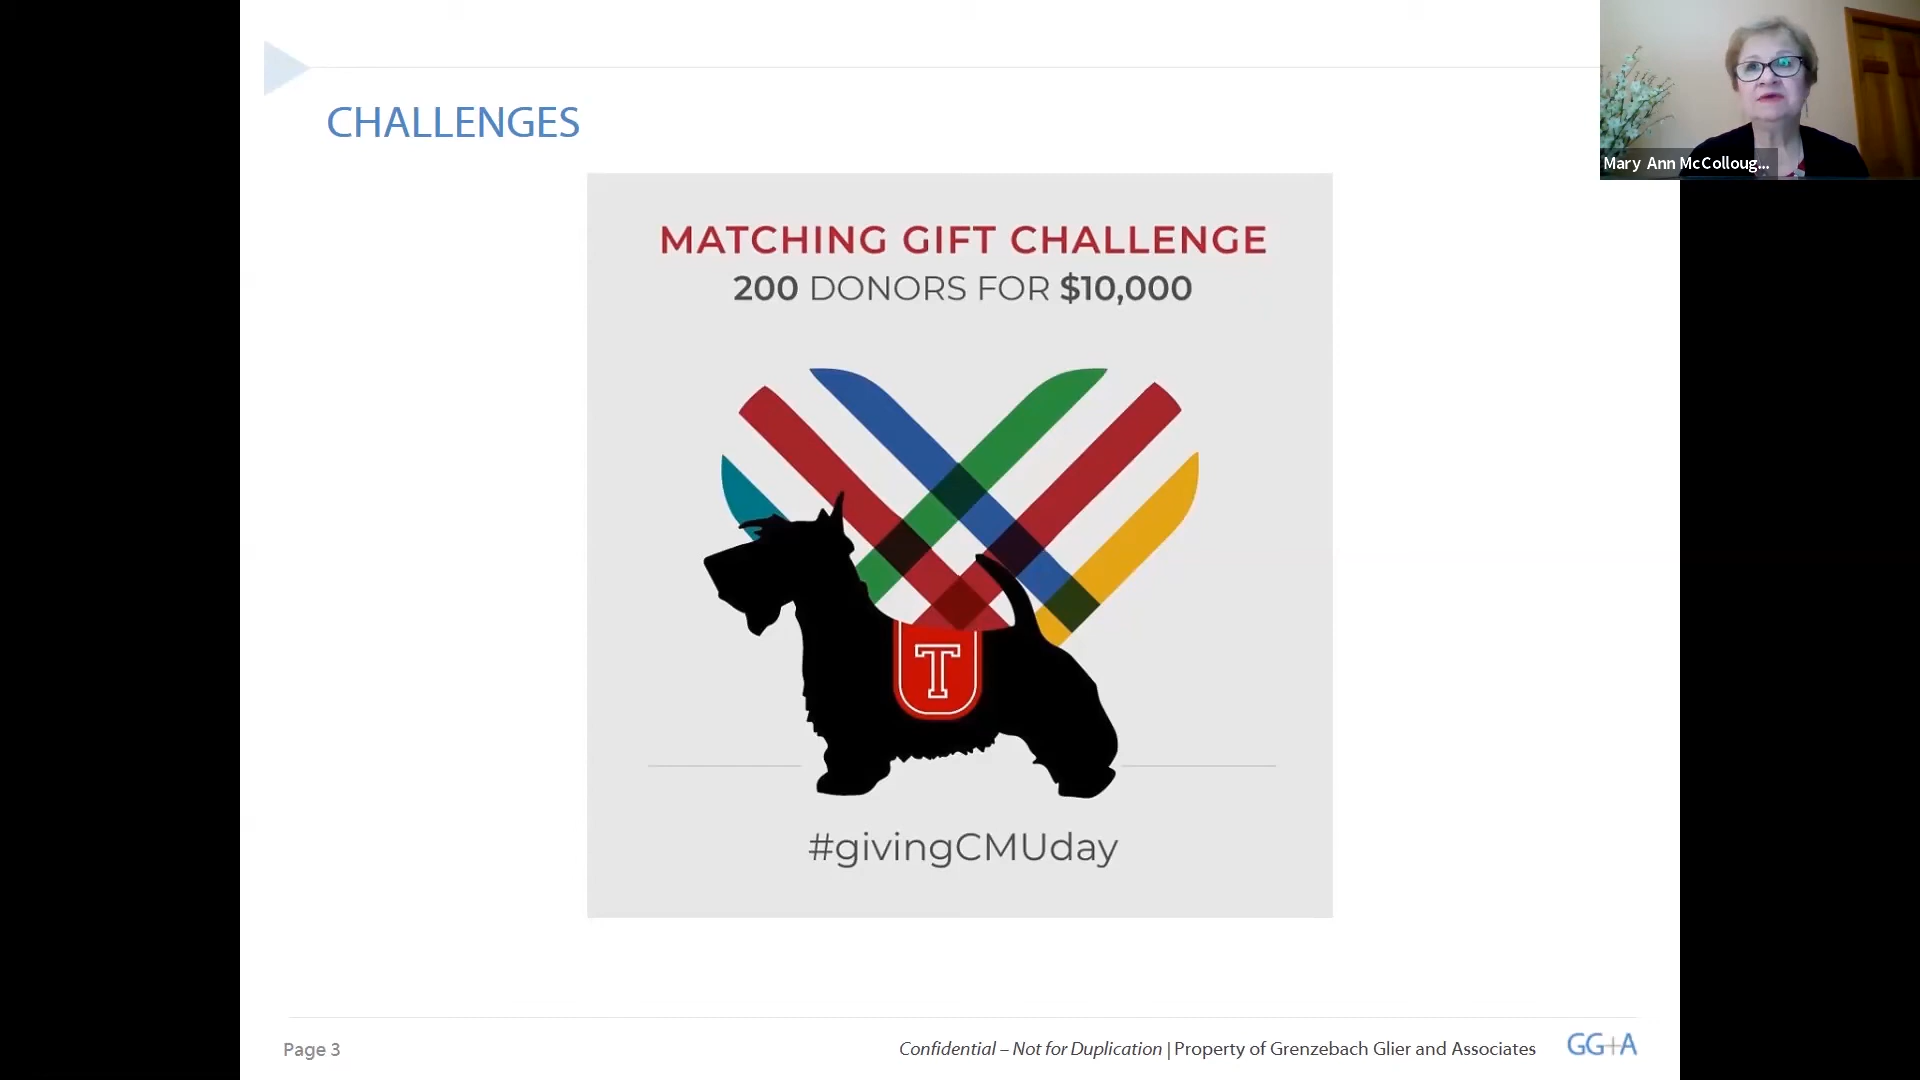 CHALLENGES
MATCHING GIFT CHALLENGE
200 DONORS FOR $10,000
T
#givingCMUday
Mary Ann McColloug...
Page 3
Confidential – Not for Duplication | Property of Grenzebach Glier and Associates
GG+A